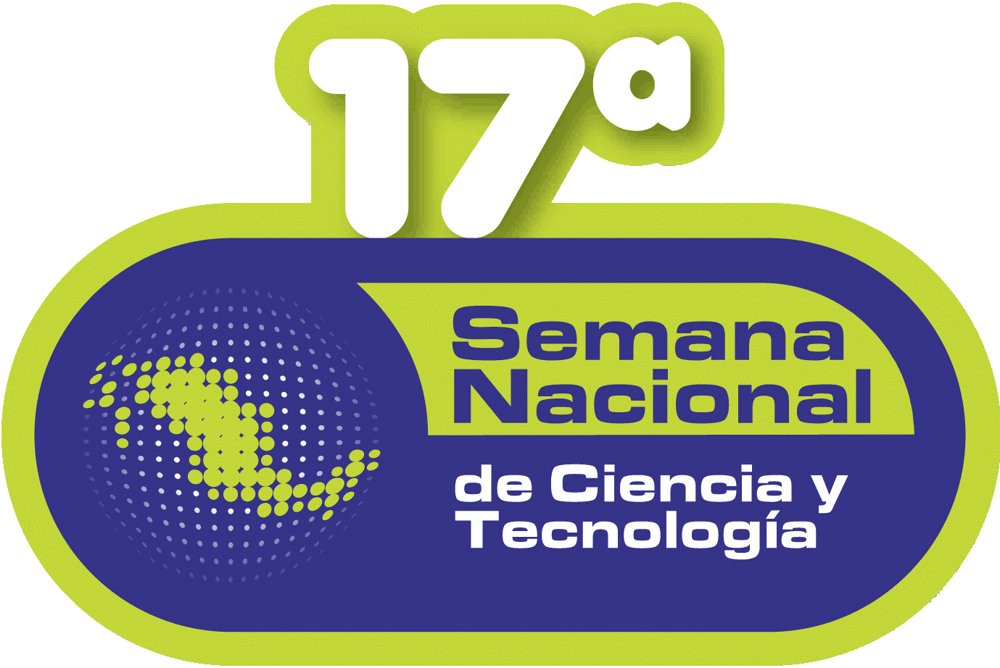 17ª
Semana
Nacional
de Ciencia y
Tecnología